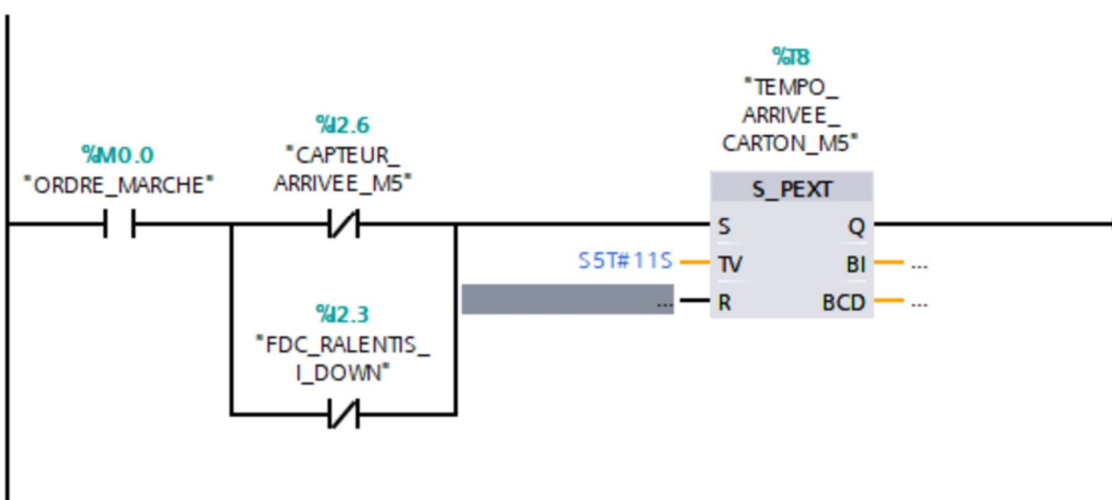 %T8
"TEMPO_
ARRIVEE_
CARTON_M5"
%I2.6
"CAPTEUR_
ARRIVEE_M5"
%M0.0
"ORDRE_MARCHE"
S_PEXT
S Q
S5T#11S TV BI ...
... R BCD ...
%I2.3
"FDC_RALENTIS_
I_DOWN"